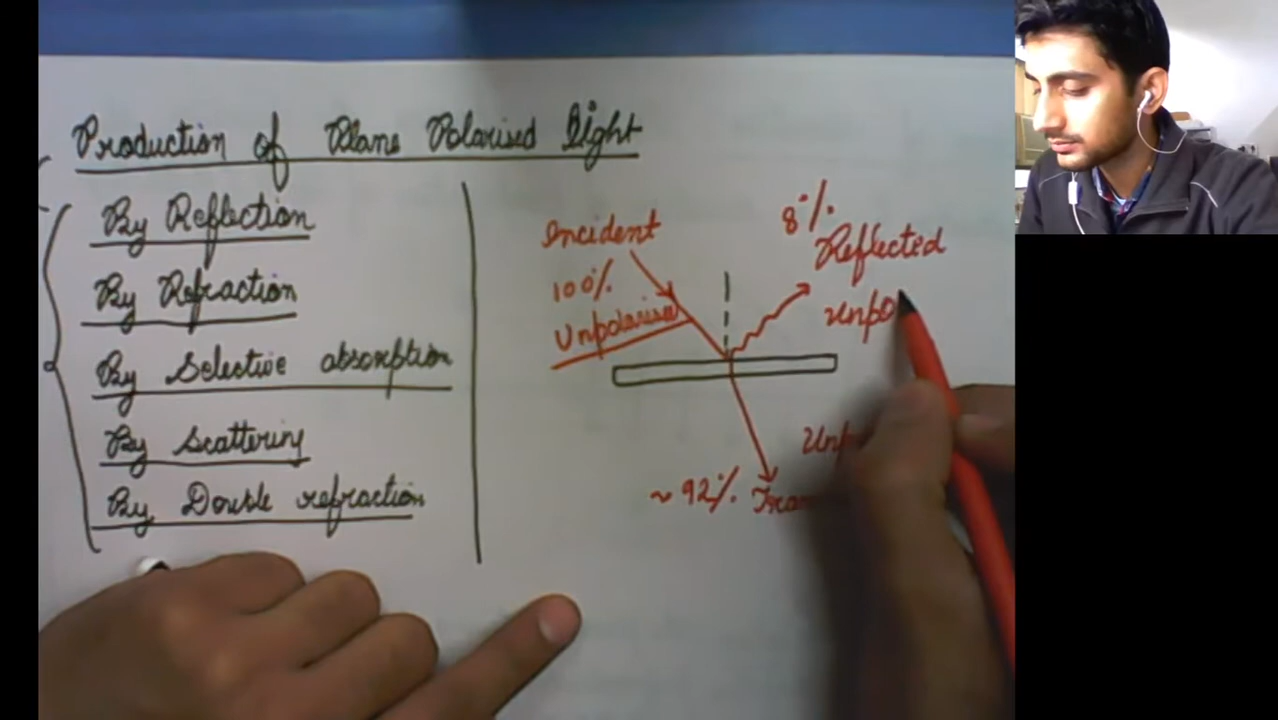 Production of Plane Polarised Light
By Reflection
By Refraction
By Selective absorption
By Scattering
By Double refraction
Incident
100%
Unpolarised
8%
Reflected
Unpo
~ 92%